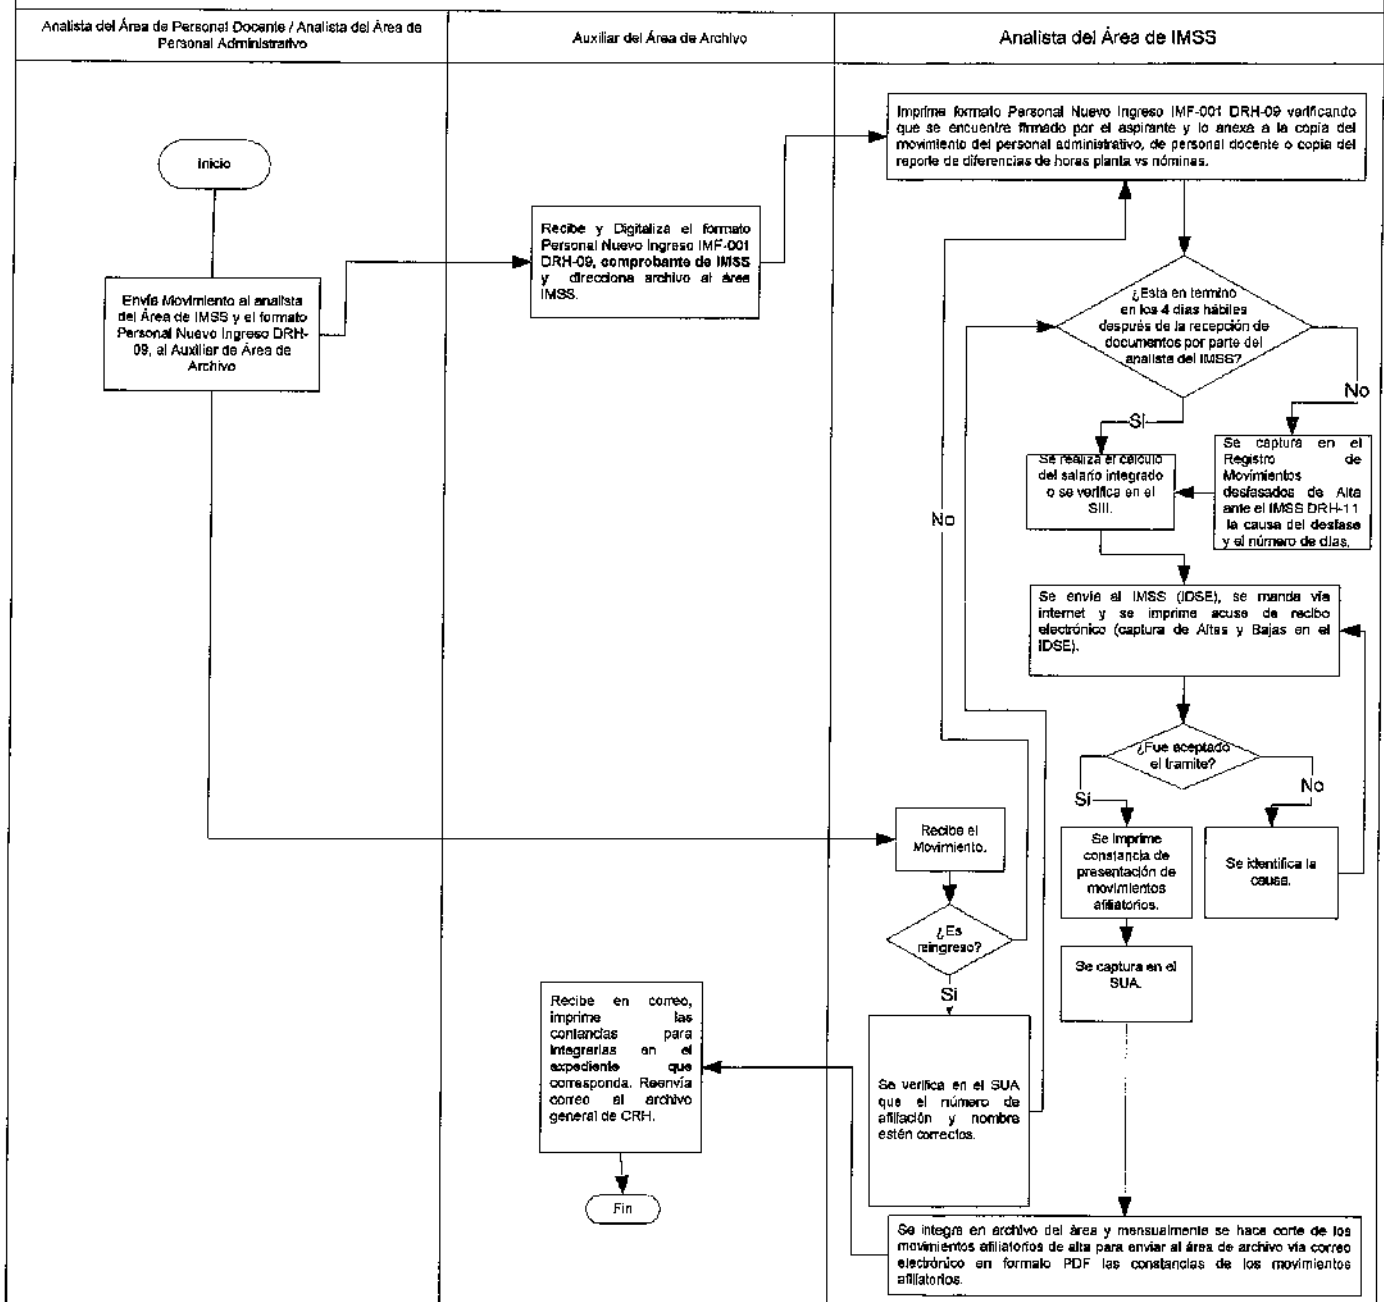 Analista del Área de Personal Docente / Analista del Área de
Personal Administrativo
Auxiliar del Área de Archivo
Analista del Área de IMSS
Inicio
Envía Movimiento al analista
del Área de IMSS y el formato
Personal Nuevo Ingreso DRH-
09, al Auxiliar de Área de
Archivo
Recibe y Digitaliza el formato
Personal Nuevo Ingreso IMF-001
DRH-09, comprobante de IMSS
y direcciona archivo al área
IMSS.
Imprime formato Personal Nuevo Ingreso IMF-001 DRH-09 verificando
que se encuentre firmado por el aspirante y lo anexa a la copia del
movimiento del personal administrativo, de personal docente o copia del
reporte de diferencias de horas planta vs nóminas.
¿Esta en termino
en los 4 días hábiles
después de la recepción de
documentos por parte del
analista del IMSS?
No
Sí
Se realiza el cálculo
del salario integrado
o se verifica en el
SIII.
Se captura en el
Registro de
Movimientos
desfasados de Alta
ante el IMSS DRH-11
la causa del desfase
y el número de días.
No
Se envía al IMSS (IDSE), se manda vía
internet y se imprime acuse de recibo
electrónico (captura de Altas y Bajas en el
IDSE).
¿Fue aceptado
el tramite?
Sí
No
Se imprime
constancia de
presentación de
movimientos
afiliatorios.
Se identifica la
causa.
Recibe el
Movimiento.
¿Es
reingreso?
Sí
Se captura en el
SUA.
Recibe en correo,
imprime las
contancias para
integrarlas en el
expediente que
corresponda. Reenvía
correo al archivo
general de CRH.
Se verifica en el SUA
que el número de
afiliación y nombre
estén correctos.
Fin
Se integra en archivo del área y mensualmente se hace corte de los
movimientos afiliatorios de alta para enviar al área de archivo vía correo
electrónico en formato PDF las constancias de los movimientos
afiliatorios.